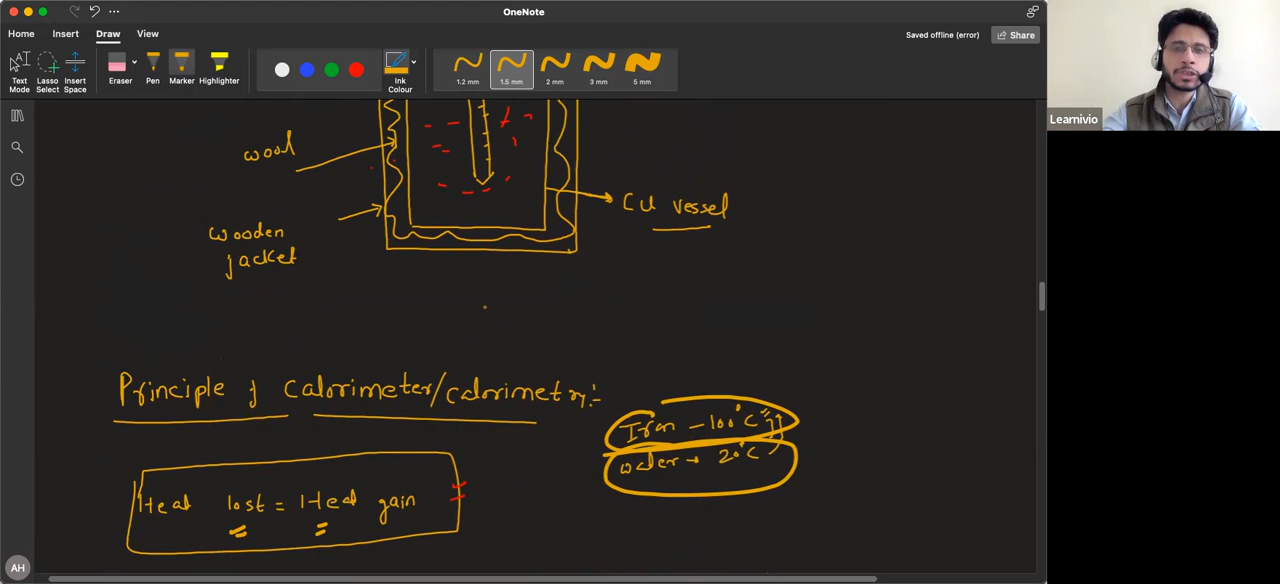 OneNote
Home Insert Draw View
Saved offline (error) Share
Text Mode
Lasso Select
Insert Space
Eraser Pen Marker Highlighter
Ink Colour
1.2 mm 1.5 mm 2 mm 3 mm 5 mm
Learnivio
wool
wooden
jacket
CU vessel
Principle of Calorimeter/calorimetry:-
Iron - 100°C
water → 20°C
Heat lost = Heat gain
AH